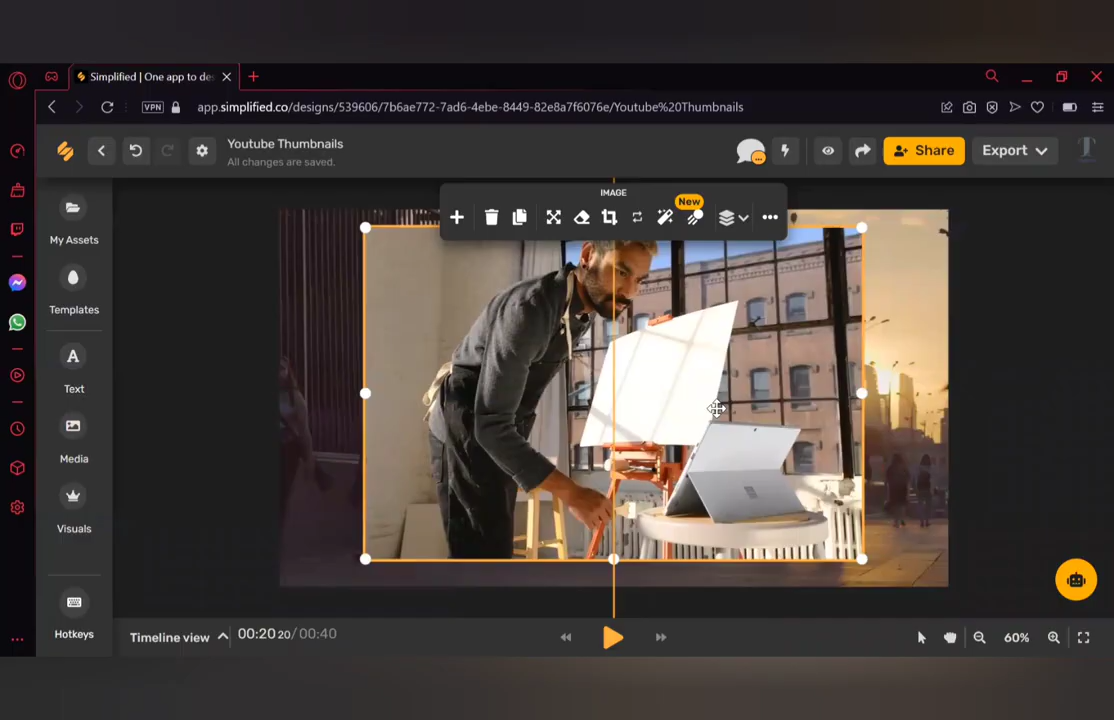 Simplified | One app to de
VPN
app.simplified.co/designs/539606/7b6ae772-7ad6-4ebe-8449-82e8a7f6076e/Youtube%20Thumbnails
Youtube Thumbnails
All changes are saved.
Share
Export
IMAGE
New
My Assets
Templates
Text
Media
Visuals
Hotkeys
Timeline view
00:20 20/00:40
60%